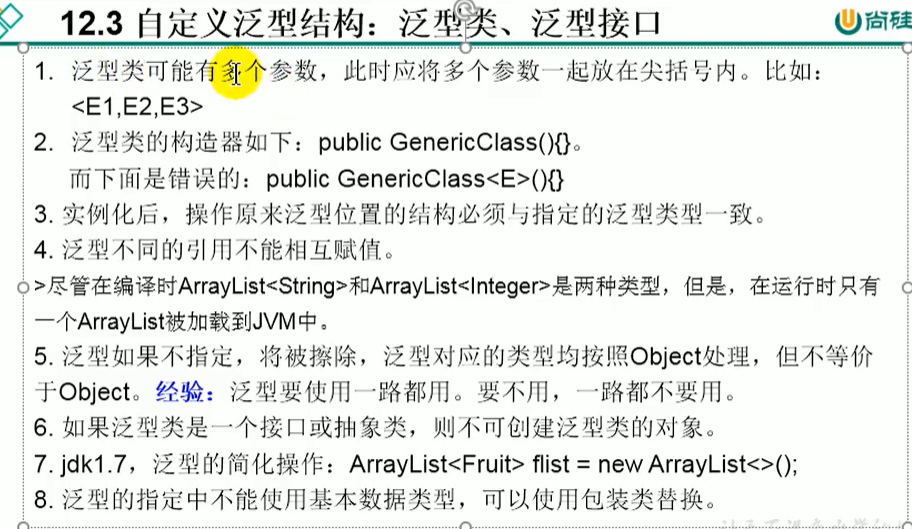 12.3 自定义泛型结构：泛型类、泛型接口
尚硅
1. 泛型类可能有多个参数，此时应将多个参数一起放在尖括号内。比如：
<E1,E2,E3>
2. 泛型类的构造器如下：public GenericClass(){}。
而下面是错误的：public GenericClass<E>(){}
3. 实例化后，操作原来泛型位置的结构必须与指定的泛型类型一致。
4. 泛型不同的引用不能相互赋值。
>尽管在编译时ArrayList<String>和ArrayList<Integer>是两种类型，但是，在运行时只有
一个ArrayList被加载到JVM中。
5. 泛型如果不指定，将被擦除，泛型对应的类型均按照Object处理，但不等价
于Object。经验：泛型要使用一路都用。要不用，一路都不要用。
6. 如果泛型类是一个接口或抽象类，则不可创建泛型类的对象。
7. jdk1.7，泛型的简化操作：ArrayList<Fruit> flist = new ArrayList<>();
8. 泛型的指定中不能使用基本数据类型，可以使用包装类替换。